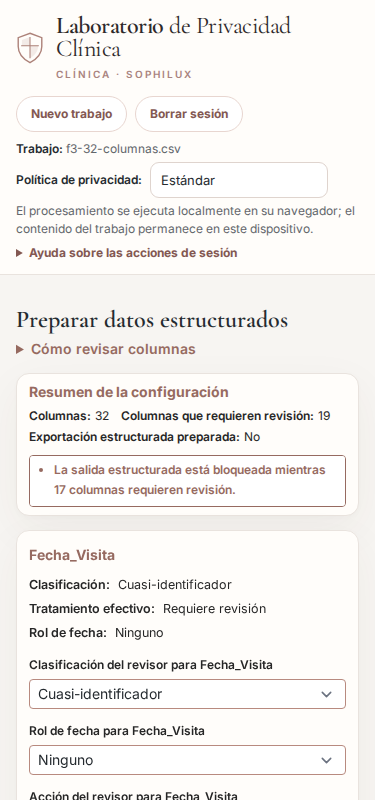 Laboratorio de Privacidad
Clínica
CLÍNICA · SOPHILUX
Nuevo trabajo
Borrar sesión
Trabajo: f3-32-columnas.csv
Política de privacidad: Estándar
El procesamiento se ejecuta localmente en su navegador; el
contenido del trabajo permanece en este dispositivo.
Ayuda sobre las acciones de sesión
Preparar datos estructurados
Cómo revisar columnas
Resumen de la configuración
Columnas: 32 Columnas que requieren revisión: 19
Exportación estructurada preparada: No
• La salida estructurada está bloqueada mientras
17 columnas requieren revisión.
Fecha_Visita
Clasificación: Cuasi-identificador
Tratamiento efectivo: Requiere revisión
Rol de fecha: Ninguno
Clasificación del revisor para Fecha_Visita
Cuasi-identificador
Rol de fecha para Fecha_Visita
Ninguno
Acción del revisor para Fecha_Visita